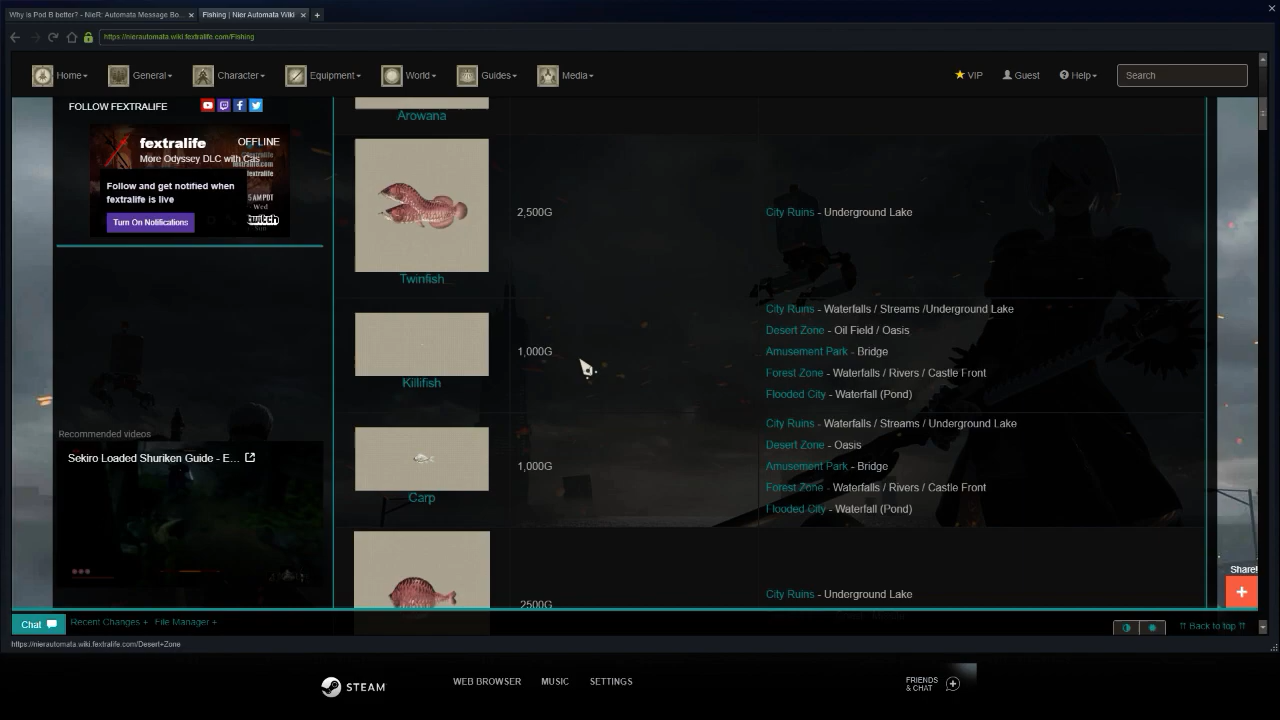 Why is Pod B better? - NieR: Automata Message Bo...
Fishing | Nier Automata Wiki
https://nierautomata.wiki.fextralife.com/Fishing
Home
General
Character
Equipment
World
Guides
Media
VIP
Guest
Help
Search
FOLLOW FEXTRALIFE
fextralife
OFFLINE
More Odyssey DLC with Cas
Follow and get notified when
fextralife is live
Turn On Notifications
5AM PDT
Wed
twitch
Recommended videos
Sekiro Loaded Shuriken Guide - E...
Arowana
Twinfish
2,500G
City Ruins - Underground Lake
Killifish
1,000G
City Ruins - Waterfalls / Streams /Underground Lake
Desert Zone - Oil Field / Oasis
Amusement Park - Bridge
Forest Zone - Waterfalls / Rivers / Castle Front
Flooded City - Waterfall (Pond)
Carp
1,000G
City Ruins - Waterfalls / Streams / Underground Lake
Desert Zone - Oasis
Amusement Park - Bridge
Forest Zone - Waterfalls / Rivers / Castle Front
Flooded City - Waterfall (Pond)
2500G
City Ruins - Underground Lake
Share!
Chat
Recent Changes +
File Manager +
⇈ Back to top ⇈
https://nierautomata.wiki.fextralife.com/Desert+Zone
STEAM
WEB BROWSER
MUSIC
SETTINGS
FRIENDS
& CHAT